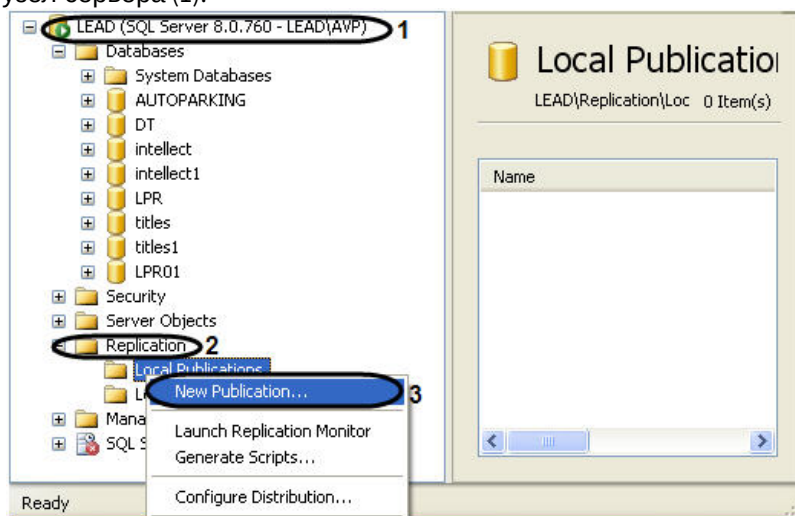 сервера (1).
LEAD (SQL Server 8.0.760 - LEAD\AVP) 1
Databases
System Databases
AUTOPARKING
DT
intellect
intellect1
LPR
titles
titles1
LPR01
Security
Server Objects
Replication 2
Local Publications
New Publication... 3
Launch Replication Monitor
Generate Scripts...
Configure Distribution...
Ready
Local Publication
LEAD\Replication\Loc 0 Item(s)
Name